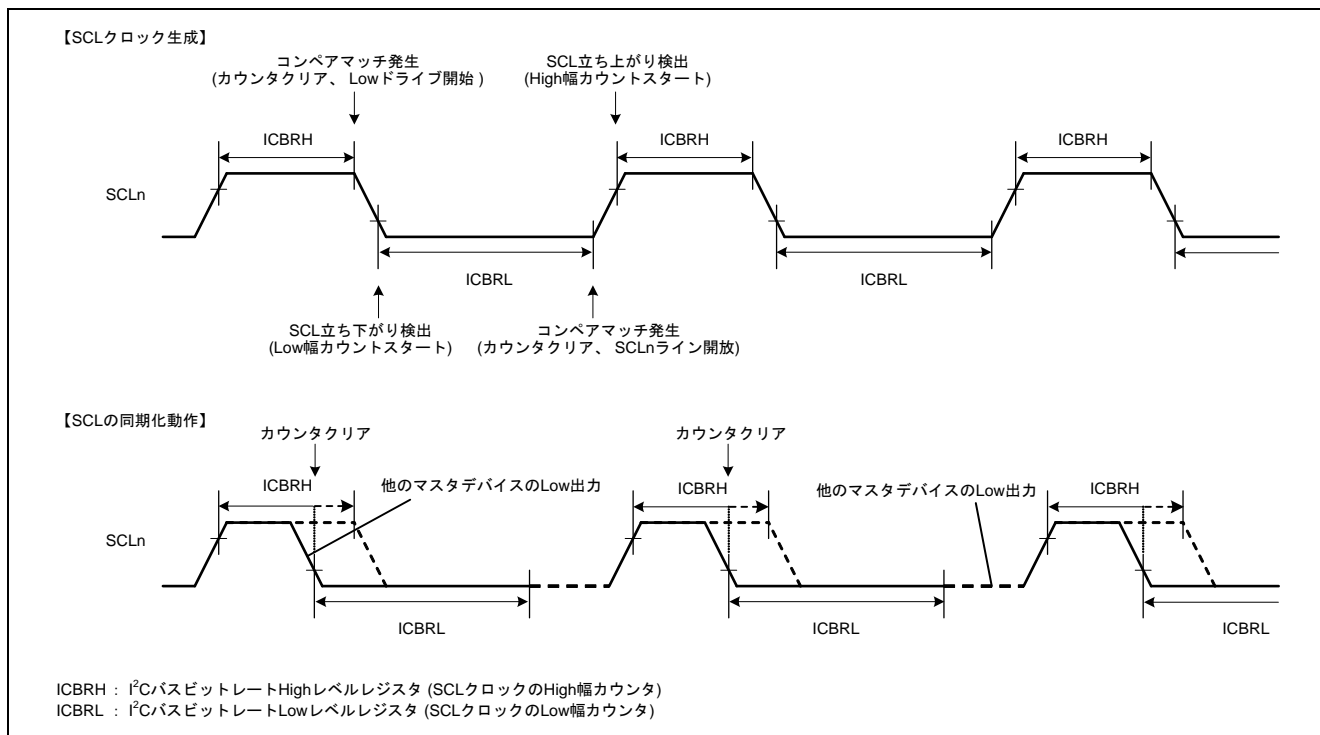 【SCLクロック生成】
コンペアマッチ発生
(カウンタクリア、 Lowドライブ開始 )
SCL立ち上がり検出
(High幅カウントスタート)
ICBRH
ICBRH
ICBRH
SCLn
ICBRL
ICBRL
SCL立ち下がり検出
(Low幅カウントスタート)
コンペアマッチ発生
(カウンタクリア、 SCLnライン開放)
【SCLの同期化動作】
カウンタクリア
カウンタクリア
ICBRH
他のマスタデバイスのLow出力
ICBRH
他のマスタデバイスのLow出力
ICBRH
SCLn
ICBRL
ICBRL
ICBRL
ICBRH : I²CバスビットレートHighレベルレジスタ (SCLクロックのHigh幅カウンタ)
ICBRL : I²CバスビットレートLowレベルレジスタ (SCLクロックのLow幅カウンタ)